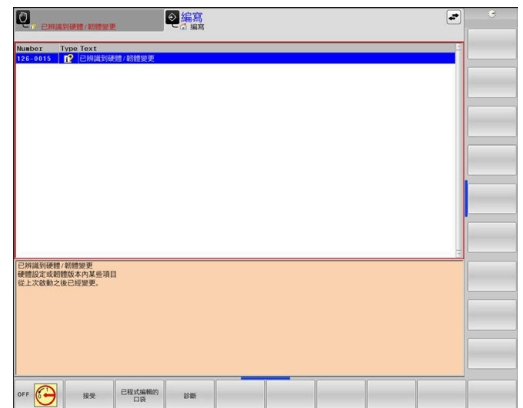 編寫
已辨識到硬體/韌體變更
編寫
Number Type Text
126-0015 已辨識到硬體/韌體變更
已辨識到硬體/韌體變更
硬體設定或韌體版本內某些項目
從上次啟動之後已經變更。
OFF
接受
已程式編輯的
口袋
診斷